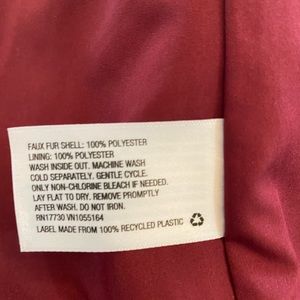 FAUX FUR SHELL: 100% POLYESTER
LINING: 100% POLYESTER
WASH INSIDE OUT. MACHINE WASH
COLD SEPARATELY. GENTLE CYCLE.
ONLY NON-CHLORINE BLEACH IF NEEDED.
LAY FLAT TO DRY. REMOVE PROMPTLY
AFTER WASH. DO NOT IRON.
RN17730 VN1055164
LABEL MADE FROM 100% RECYCLED PLASTIC